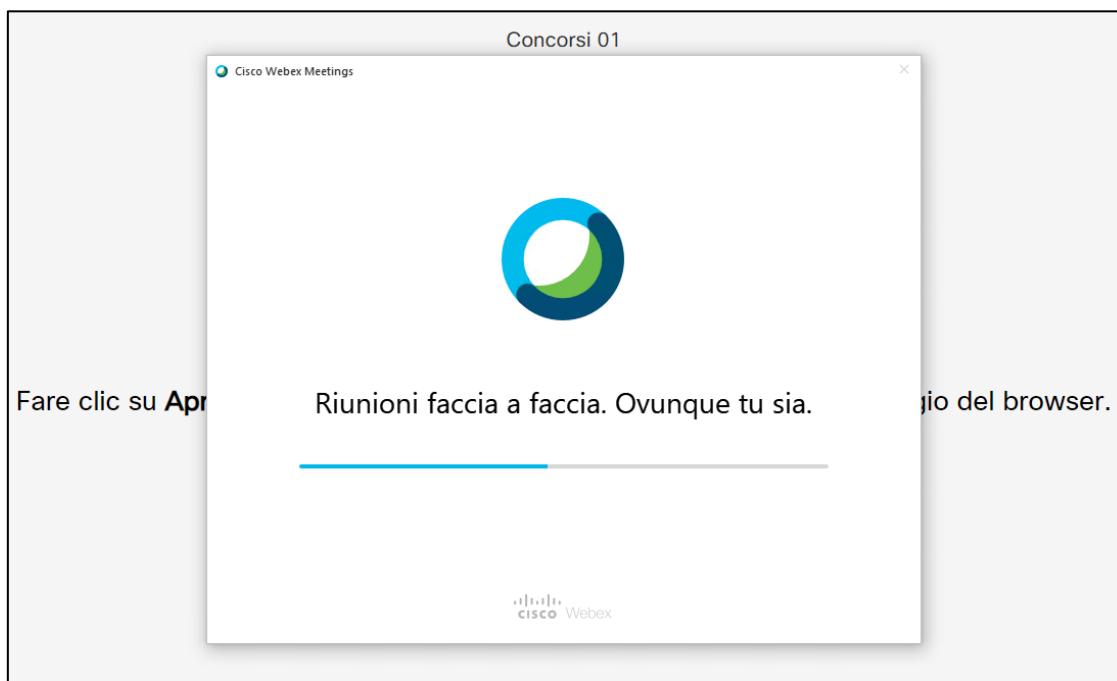 Concorsi 01
Cisco Webex Meetings
Fare clic su Apr
Riunioni faccia a faccia. Ovunque tu sia.
gio del browser.
cisco Webex